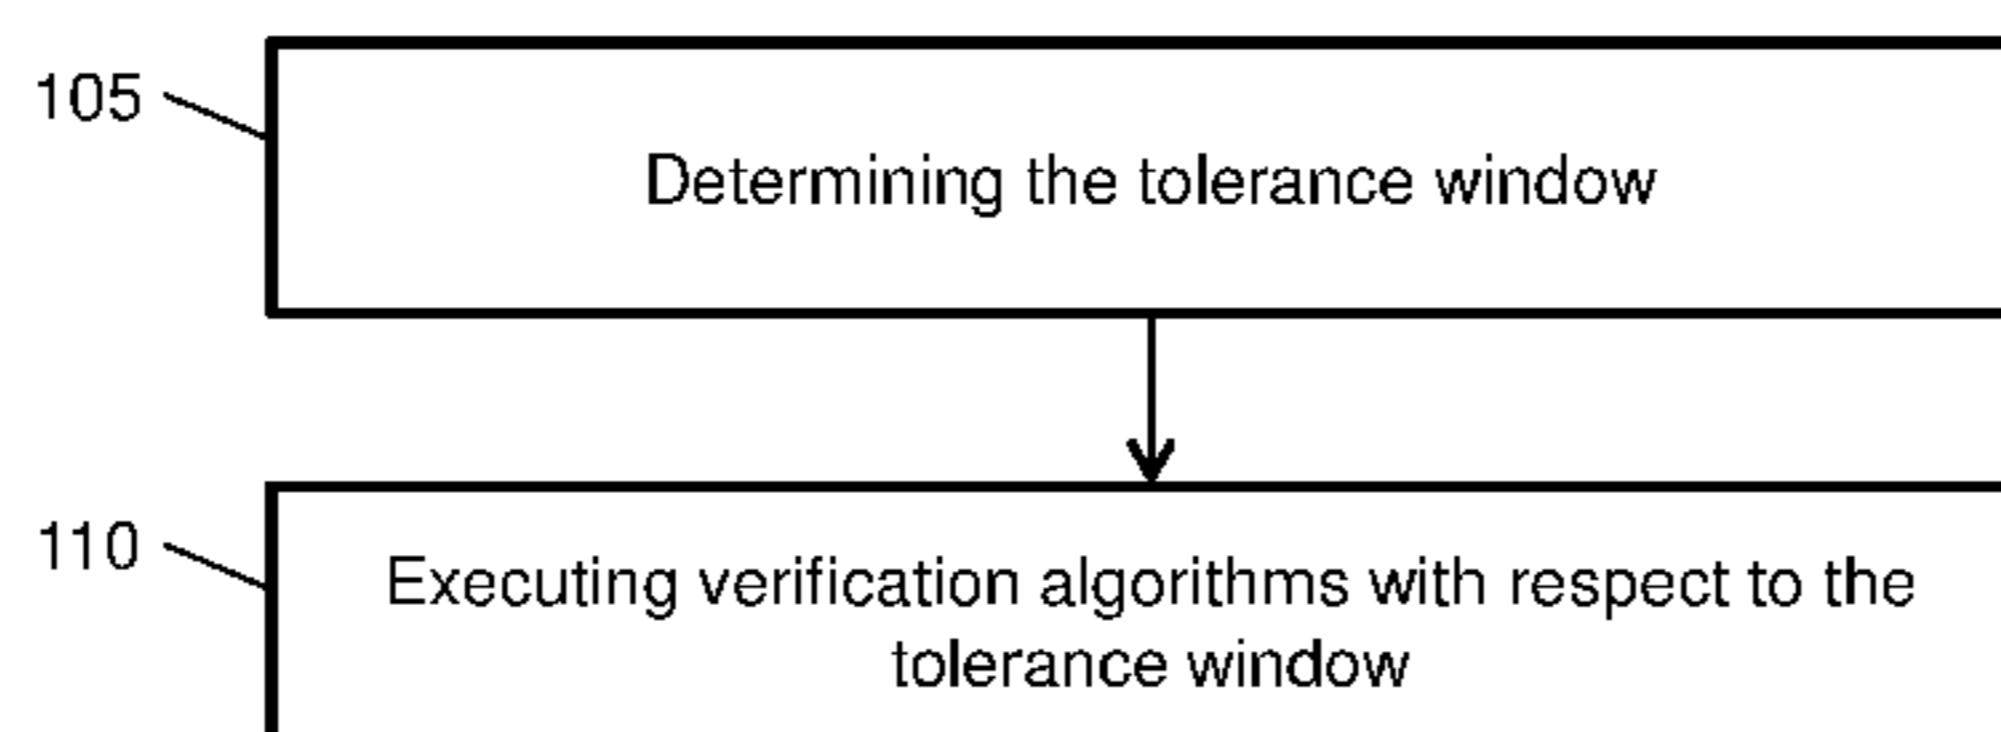 105
Determining the tolerance window
110
Executing verification algorithms with respect to the
tolerance window